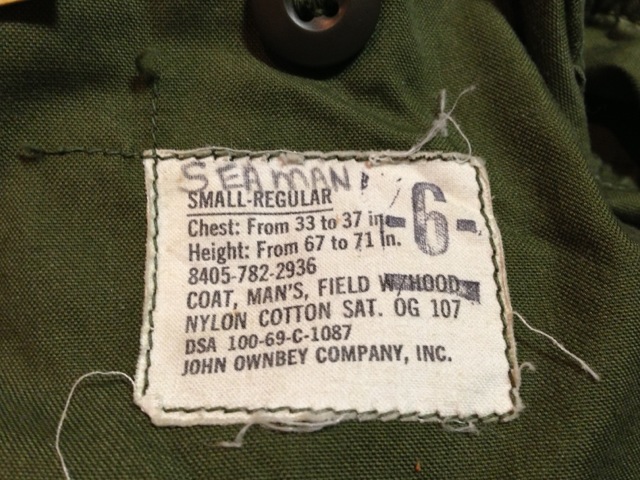 SEAMAN
SMALL-REGULAR
-6-
Chest: From 33 to 37 in.
Height: From 67 to 71 in.
8405-782-2936
COAT, MAN'S, FIELD W/HOOD
NYLON COTTON SAT. OG 107
DSA 100-69-C-1087
JOHN OWNBEY COMPANY, INC.